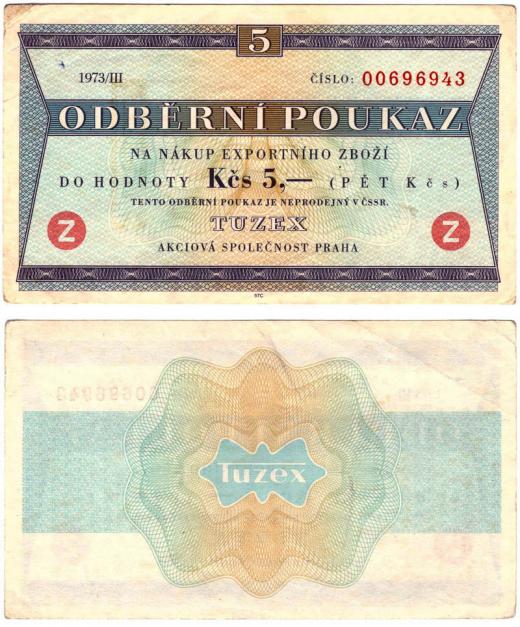 5
1973/III ČÍSLO: 00696943
ODBĚRNÍ POUKAZ
NA NÁKUP EXPORTNÍHO ZBOŽÍ
DO HODNOTY Kčs 5,— (PĚT Kčs)
TENTO ODBĚRNÍ POUKAZ JE NEPRODEJNÝ V ČSSR.
TUZEX
Z Z
AKCIOVÁ SPOLEČNOST PRAHA
STC
Tuzex